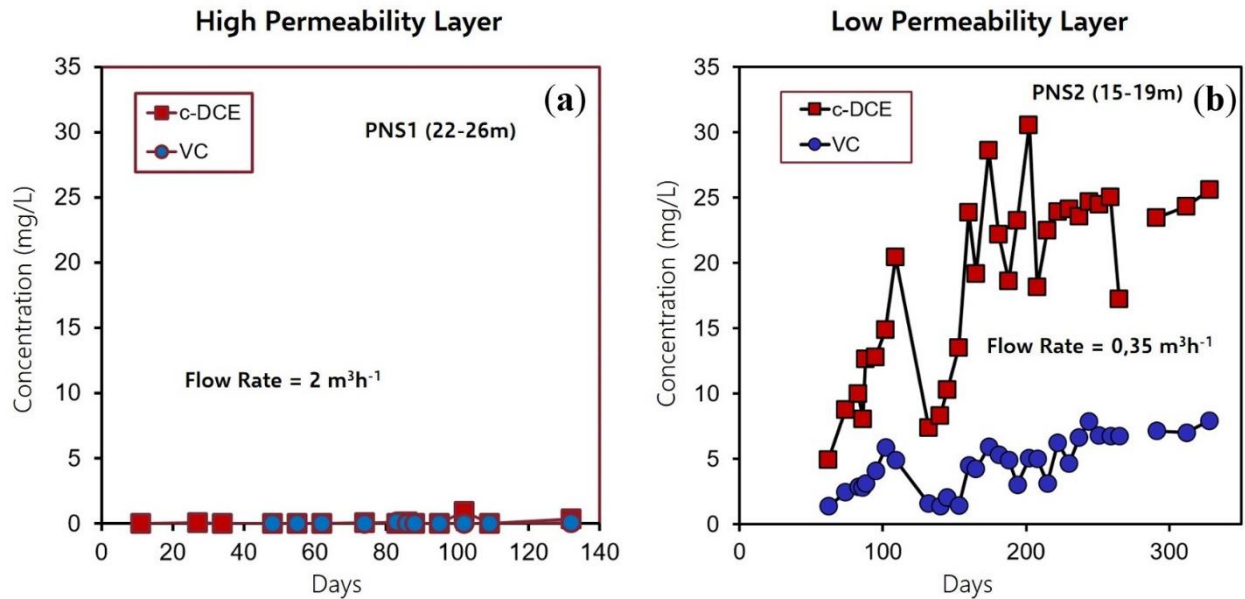 High Permeability Layer
35
30
25
20
15
10
5
0
Concentration (mg/L)
c-DCE
VC
PNS1 (22-26m)
(a)
Flow Rate = 2 m³h⁻¹
0 20 40 60 80 100 120 140
Days
Low Permeability Layer
35
30
25
20
15
10
5
0
Concentration (mg/L)
c-DCE
VC
PNS2 (15-19m)
(b)
Flow Rate = 0,35 m³h⁻¹
0 100 200 300
Days